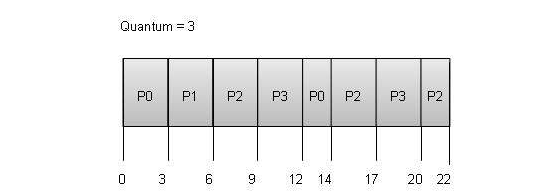 Quantum = 3
P0 P1 P2 P3 P0 P2 P3 P2
0 3 6 9 12 14 17 20 22